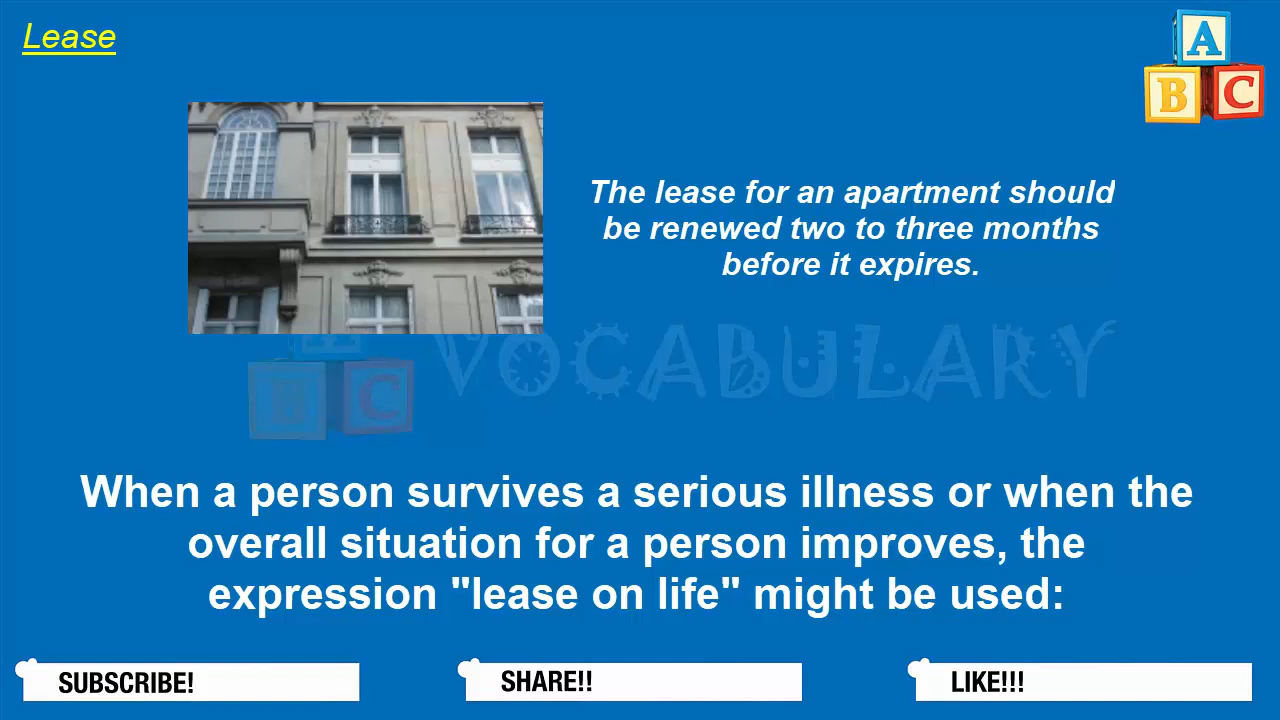 Lease
A
B
C
The lease for an apartment should
be renewed two to three months
before it expires.
A
B C
VOCABULARY
When a person survives a serious illness or when the
overall situation for a person improves, the
expression "lease on life" might be used:
SUBSCRIBE!
SHARE!!
LIKE!!!